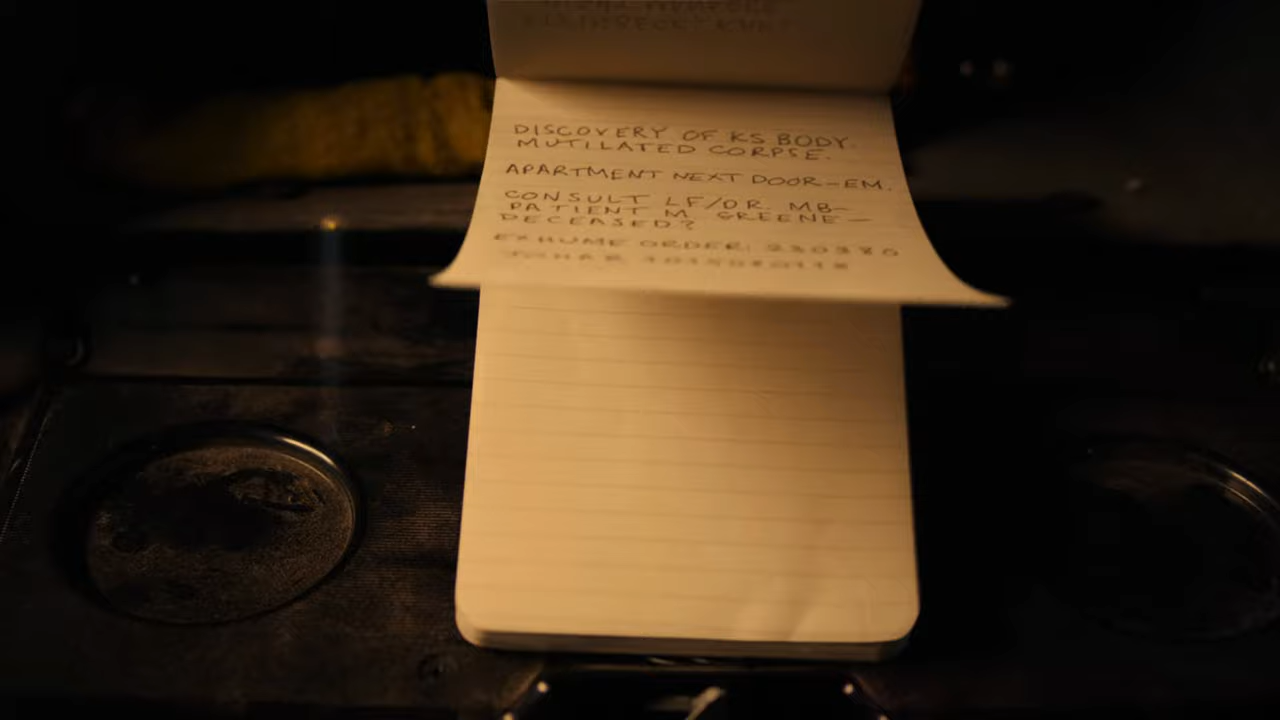 DISCOVERY OF KS BODY.
MUTILATED CORPSE.
APARTMENT NEXT DOOR-EM.
CONSULT LF/DR. MB-
PATIENT M GREENE-
DECEASED?
EXHUME ORDER: 230380